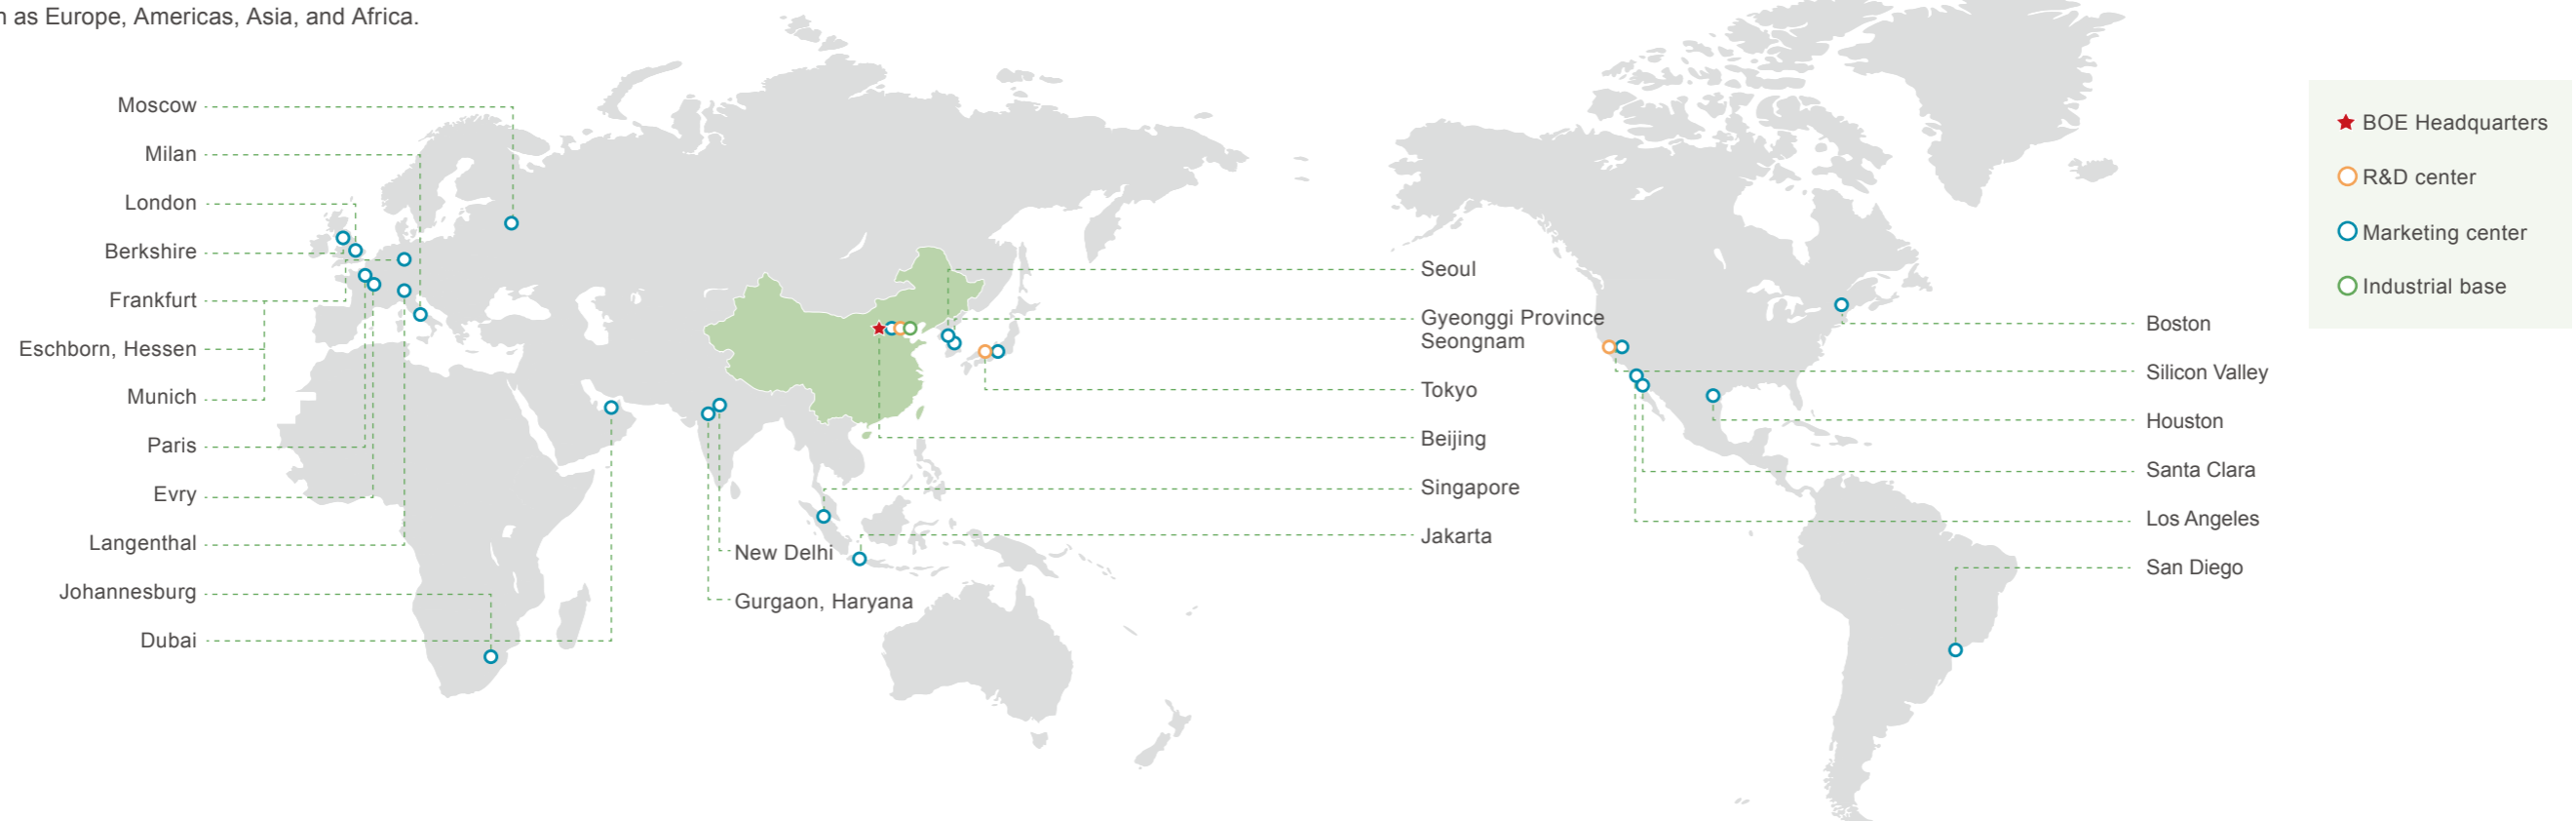 as Europe, Americas, Asia, and Africa.
Moscow
Milan
London
Berkshire
Frankfurt
Eschborn, Hessen
Munich
Paris
Evry
Langenthal
Johannesburg
Dubai
New Delhi
Gurgaon, Haryana
Seoul
Gyeonggi Province
Seongnam
Tokyo
Beijing
Singapore
Jakarta
Boston
Silicon Valley
Houston
Santa Clara
Los Angeles
San Diego
BOE Headquarters
R&D center
Marketing center
Industrial base